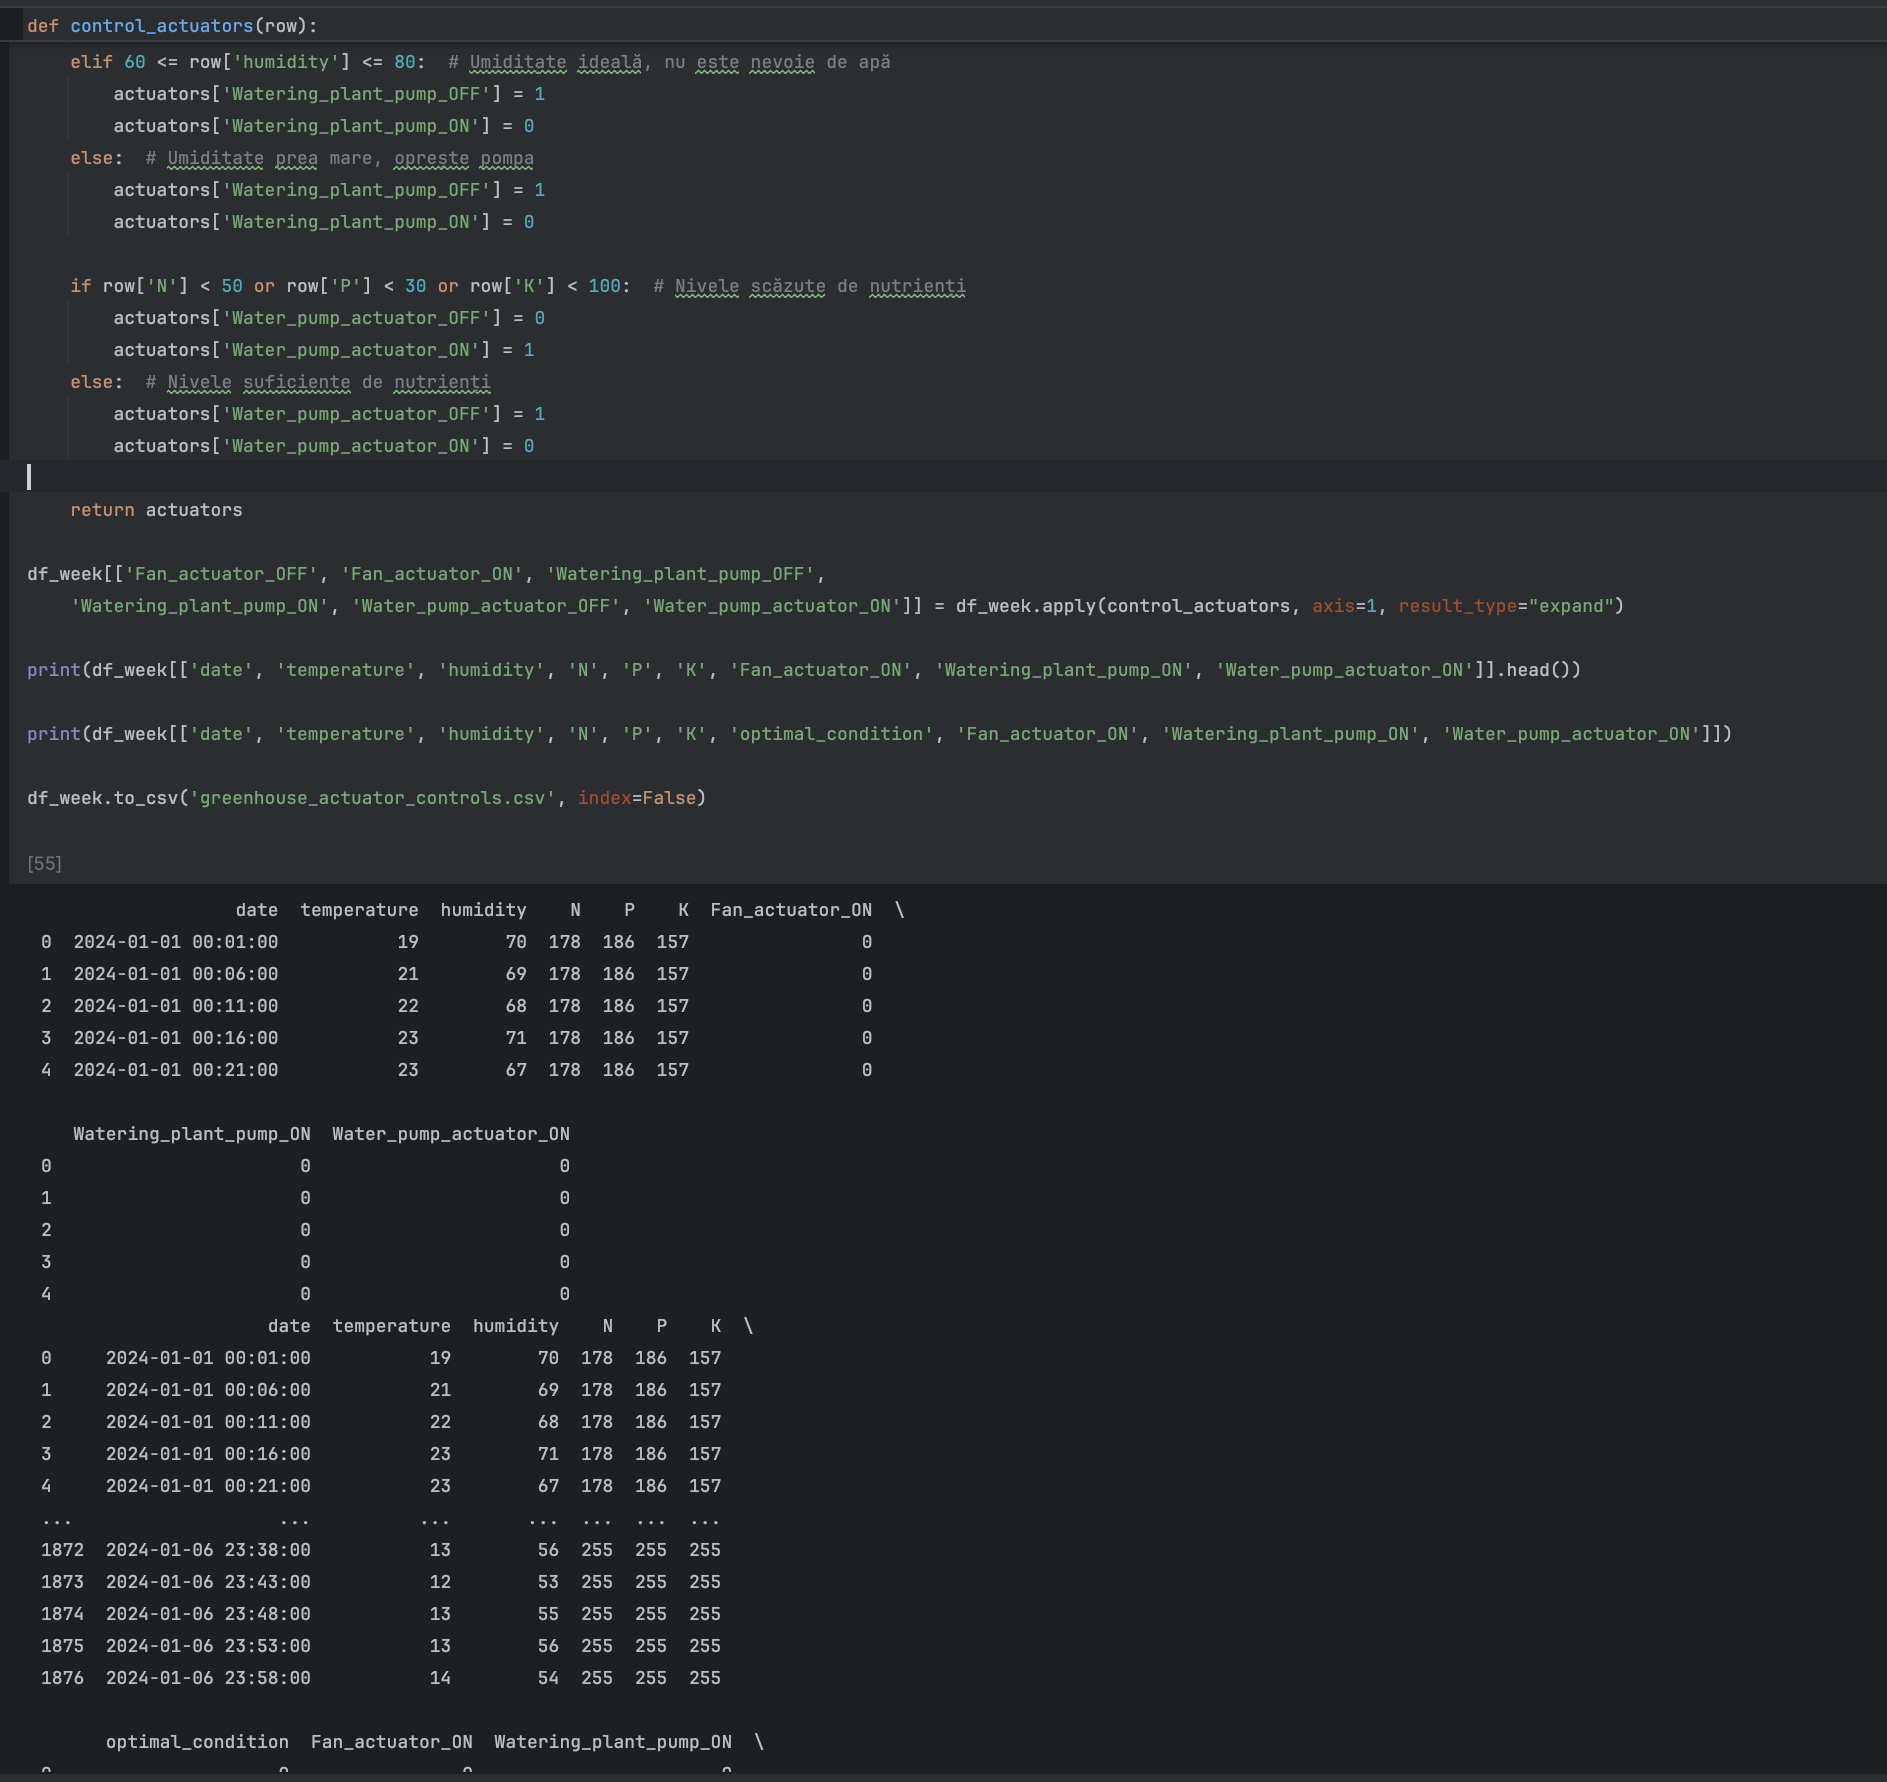 def control_actuators(row):
    elif 60 <= row['humidity'] <= 80:  # Umiditate ideală, nu este nevoie de apă
        actuators['Watering_plant_pump_OFF'] = 1
        actuators['Watering_plant_pump_ON'] = 0
    else:  # Umiditate prea mare, opreste pompa
        actuators['Watering_plant_pump_OFF'] = 1
        actuators['Watering_plant_pump_ON'] = 0
    if row['N'] < 50 or row['P'] < 30 or row['K'] < 100:  # Nivele scăzute de nutrienti
        actuators['Water_pump_actuator_OFF'] = 0
        actuators['Water_pump_actuator_ON'] = 1
    else:  # Nivele suficiente de nutrienti
        actuators['Water_pump_actuator_OFF'] = 1
        actuators['Water_pump_actuator_ON'] = 0
    return actuators
df_week[['Fan_actuator_OFF', 'Fan_actuator_ON', 'Watering_plant_pump_OFF',
    'Watering_plant_pump_ON', 'Water_pump_actuator_OFF', 'Water_pump_actuator_ON']] = df_week.apply(control_actuators, axis=1, result_type="expand")
print(df_week[['date', 'temperature', 'humidity', 'N', 'P', 'K', 'Fan_actuator_ON', 'Watering_plant_pump_ON', 'Water_pump_actuator_ON']].head())
print(df_week[['date', 'temperature', 'humidity', 'N', 'P', 'K', 'optimal_condition', 'Fan_actuator_ON', 'Watering_plant_pump_ON', 'Water_pump_actuator_ON']])
df_week.to_csv('greenhouse_actuator_controls.csv', index=False)
[55]
date temperature humidity N P K Fan_actuator_ON \
0 2024-01-01 00:01:00 19 70 178 186 157 0
1 2024-01-01 00:06:00 21 69 178 186 157 0
2 2024-01-01 00:11:00 22 68 178 186 157 0
3 2024-01-01 00:16:00 23 71 178 186 157 0
4 2024-01-01 00:21:00 23 67 178 186 157 0
Watering_plant_pump_ON Water_pump_actuator_ON
0 0 0
1 0 0
2 0 0
3 0 0
4 0 0
date temperature humidity N P K \
0 2024-01-01 00:01:00 19 70 178 186 157
1 2024-01-01 00:06:00 21 69 178 186 157
2 2024-01-01 00:11:00 22 68 178 186 157
3 2024-01-01 00:16:00 23 71 178 186 157
4 2024-01-01 00:21:00 23 67 178 186 157
... ... ... ... ... ... ...
1872 2024-01-06 23:38:00 13 56 255 255 255
1873 2024-01-06 23:43:00 12 53 255 255 255
1874 2024-01-06 23:48:00 13 55 255 255 255
1875 2024-01-06 23:53:00 13 56 255 255 255
1876 2024-01-06 23:58:00 14 54 255 255 255
optimal_condition Fan_actuator_ON Watering_plant_pump_ON \